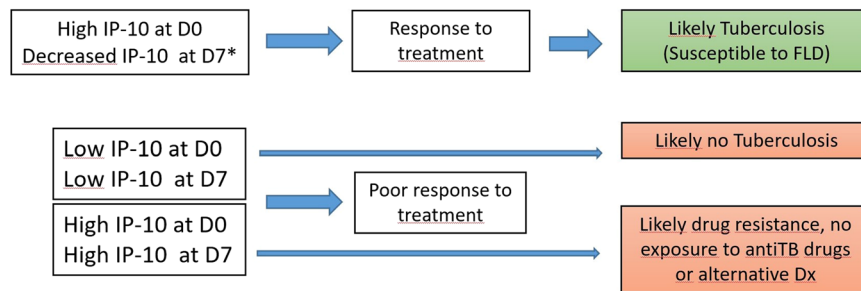 High IP-10 at D0
Decreased IP-10 at D7*
Response to
treatment
Likely Tuberculosis
(Susceptible to FLD)
Low IP-10 at D0
Low IP-10 at D7
Likely no Tuberculosis
Poor response to
treatment
High IP-10 at D0
High IP-10 at D7
Likely drug resistance, no
exposure to antiTB drugs
or alternative Dx